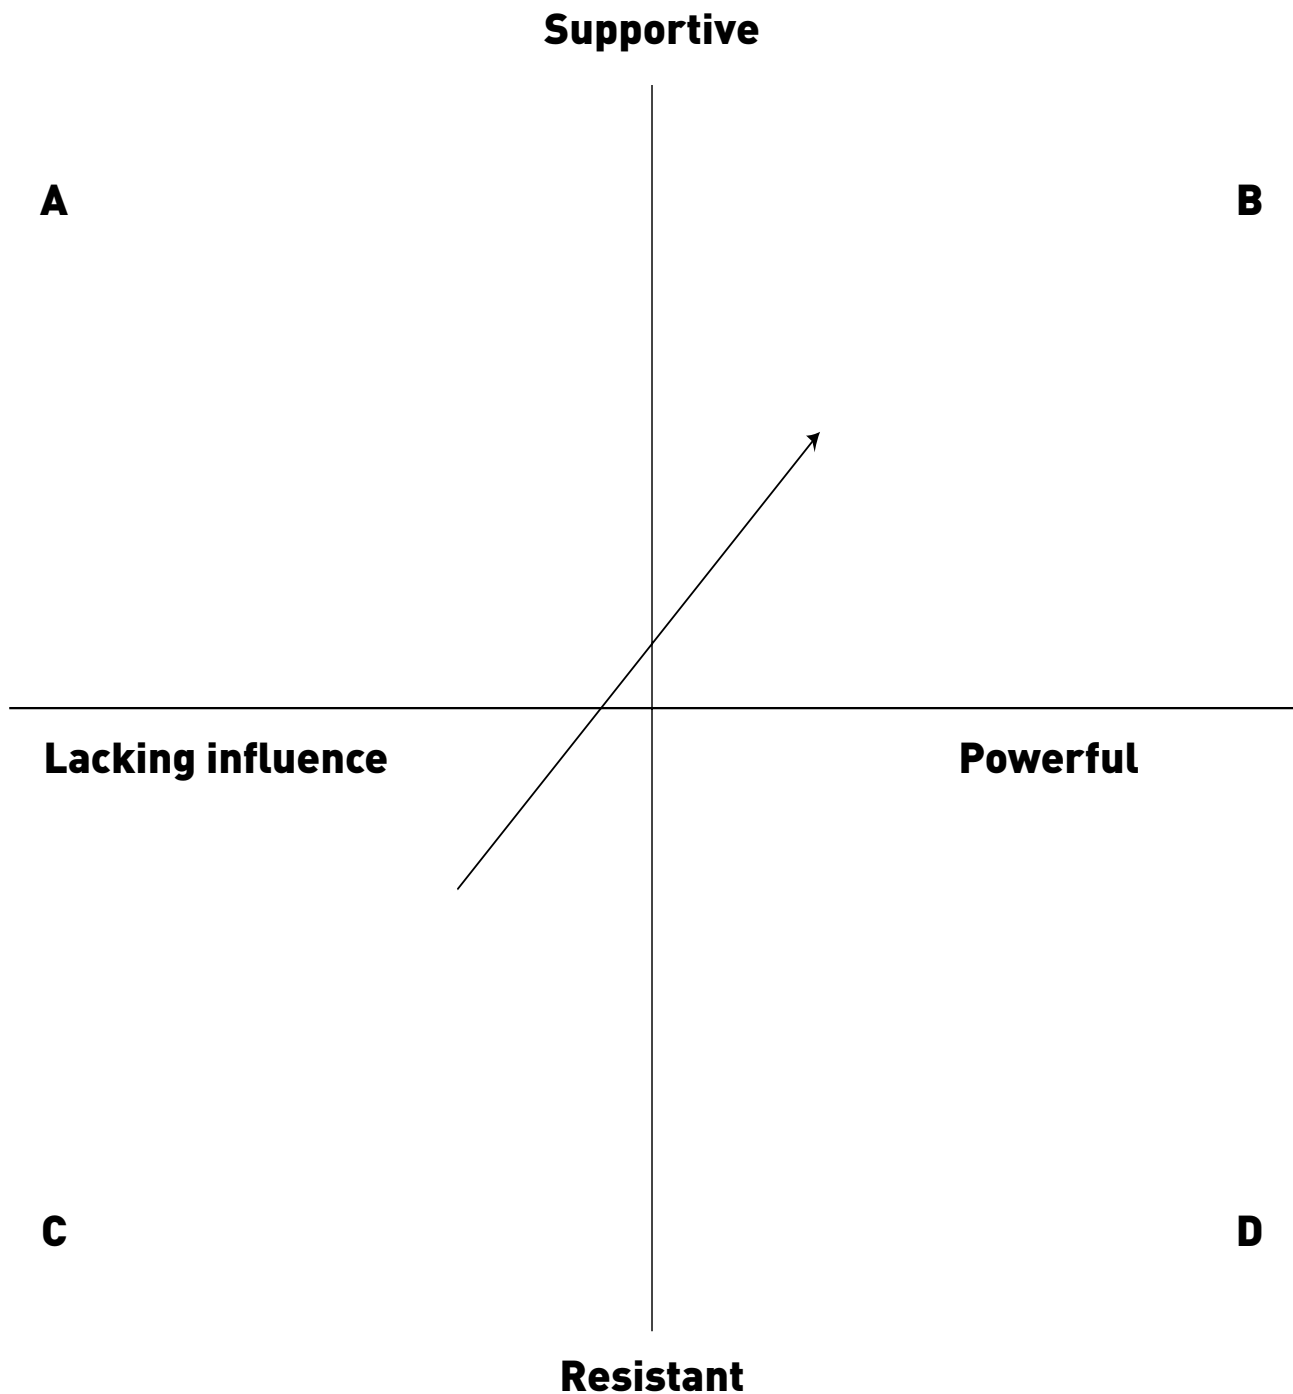 Supportive
A
B
Lacking influence
Powerful
C
D
Resistant